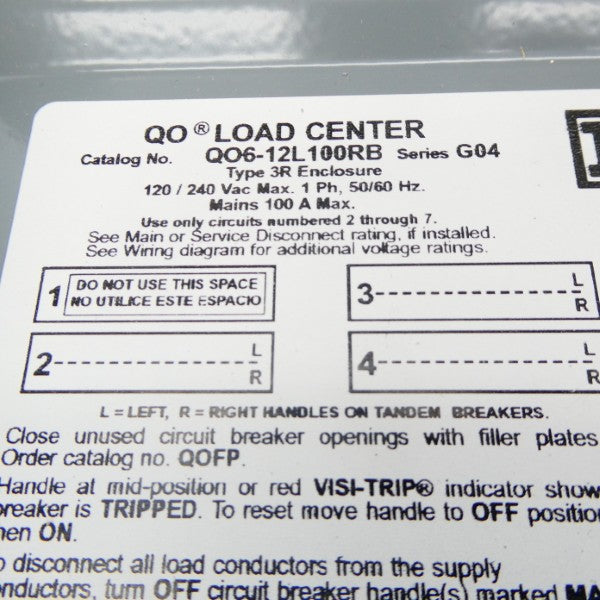 QO® LOAD CENTER
Catalog No. QO6-12L100RB Series G04
Type 3R Enclosure
120 / 240 Vac Max. 1 Ph, 50/60 Hz.
Mains 100 A Max.
Use only circuits numbered 2 through 7.
See Main or Service Disconnect rating, if installed.
See Wiring diagram for additional voltage ratings.
1 DO NOT USE THIS SPACE
NO UTILICE ESTE ESPACIO
3 L
R
2 L
R
4 L
R
L = LEFT, R = RIGHT HANDLES ON TANDEM BREAKERS.
Close unused circuit breaker openings with filler plates
Order catalog no. QOFP.
Handle at mid-position or red VISI-TRIP® indicator show
breaker is TRIPPED. To reset move handle to OFF position
hen ON.
o disconnect all load conductors from the supply
onductors, turn OFF circuit breaker handle(s) marked MA